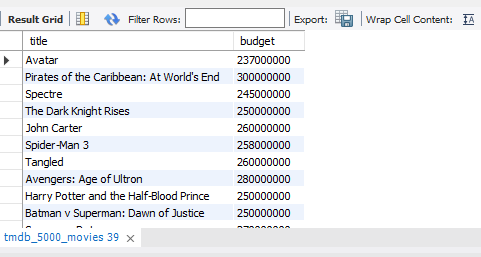 Result Grid Filter Rows: Export: Wrap Cell Content:
title budget
Avatar 237000000
Pirates of the Caribbean: At World's End 300000000
Spectre 245000000
The Dark Knight Rises 250000000
John Carter 260000000
Spider-Man 3 258000000
Tangled 260000000
Avengers: Age of Ultron 280000000
Harry Potter and the Half-Blood Prince 250000000
Batman v Superman: Dawn of Justice 250000000
tmdb_5000_movies 39